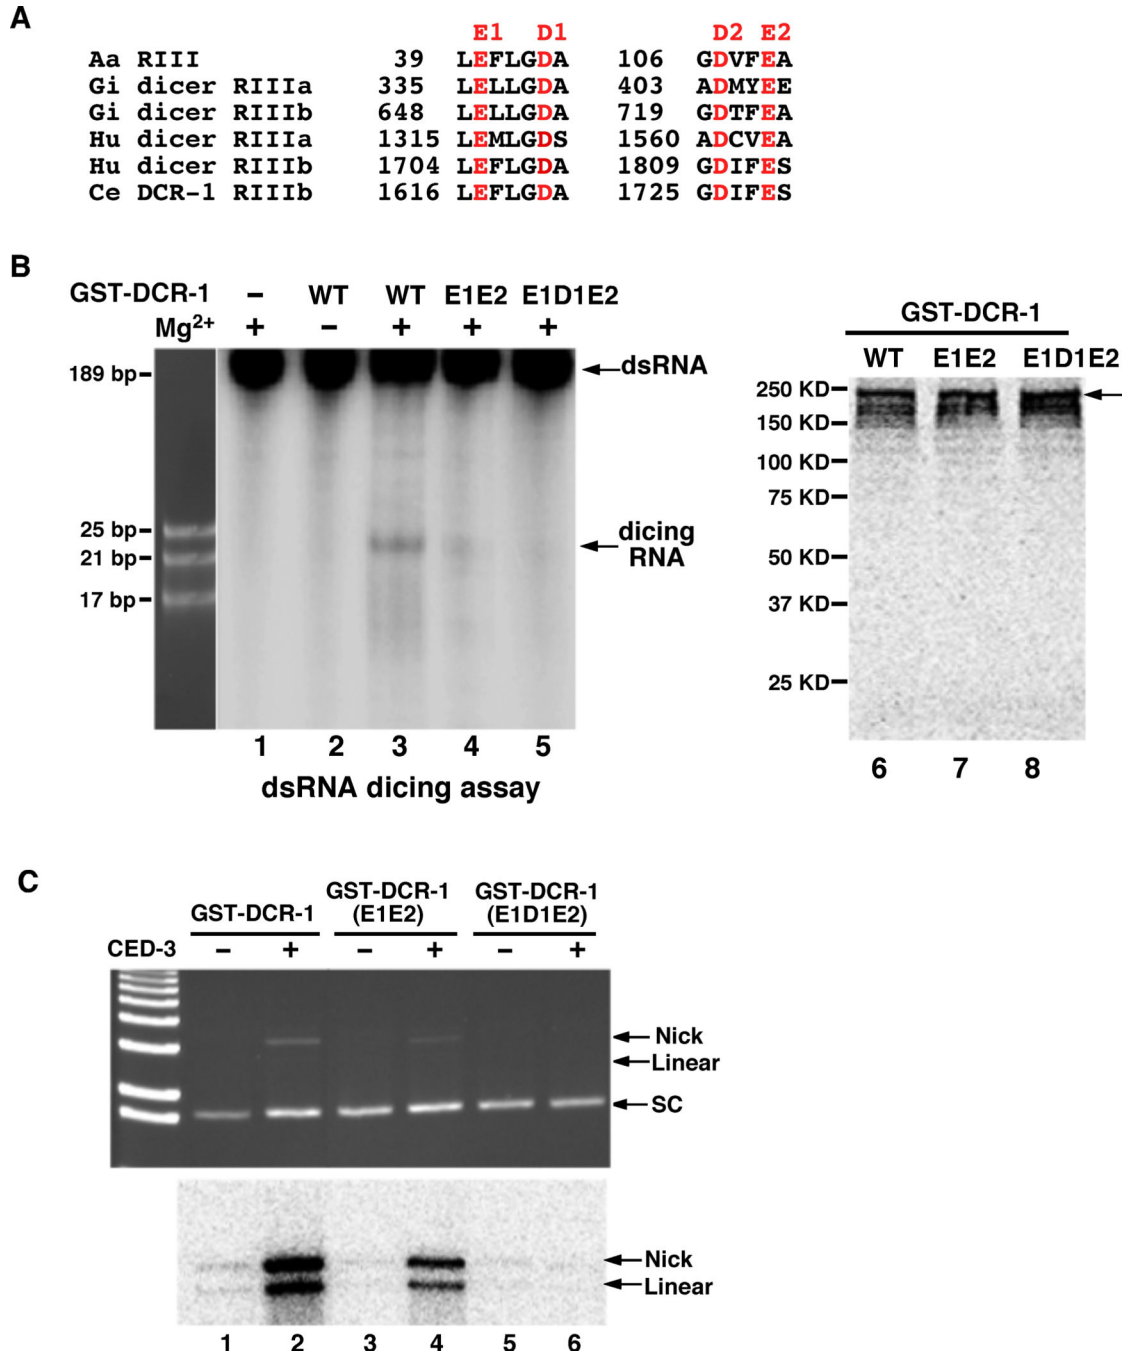 A
E1 D1 D2 E2
Aa RIII 39 LEFLGDA 106 GDVFEA
Gi dicer RIIIa 335 LELLGDA 403 ADMYEE
Gi dicer RIIIb 648 LELLGDA 719 GDTFEA
Hu dicer RIIIa 1315 LEMLGDS 1560 ADCVEA
Hu dicer RIIIb 1704 LEFLGDA 1809 GDIFES
Ce DCR-1 RIIIb 1616 LEFLGDA 1725 GDIFES
B
GST-DCR-1 – WT WT E1E2 E1D1E2
Mg2+ + – + + +
189 bp
25 bp
21 bp
17 bp
dsRNA
dicing
RNA
1 2 3 4 5
dsRNA dicing assay
GST-DCR-1
WT E1E2 E1D1E2
250 KD
150 KD
100 KD
75 KD
50 KD
37 KD
25 KD
6 7 8
C
GST-DCR-1 GST-DCR-1 (E1E2) GST-DCR-1 (E1D1E2)
CED-3 – + – + – +
Nick
Linear
SC
Nick
Linear
1 2 3 4 5 6